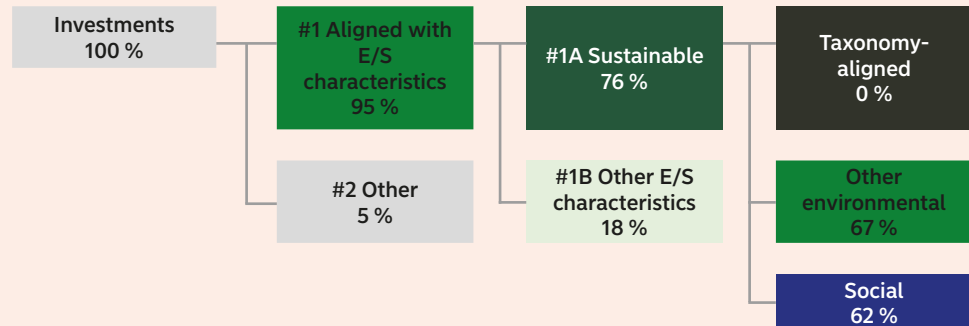 Investments
100 %
#1 Aligned with
E/S
characteristics
95 %
#2 Other
5 %
#1A Sustainable
76 %
#1B Other E/S
characteristics
18 %
Taxonomy-
aligned
0 %
Other
environmental
67 %
Social
62 %